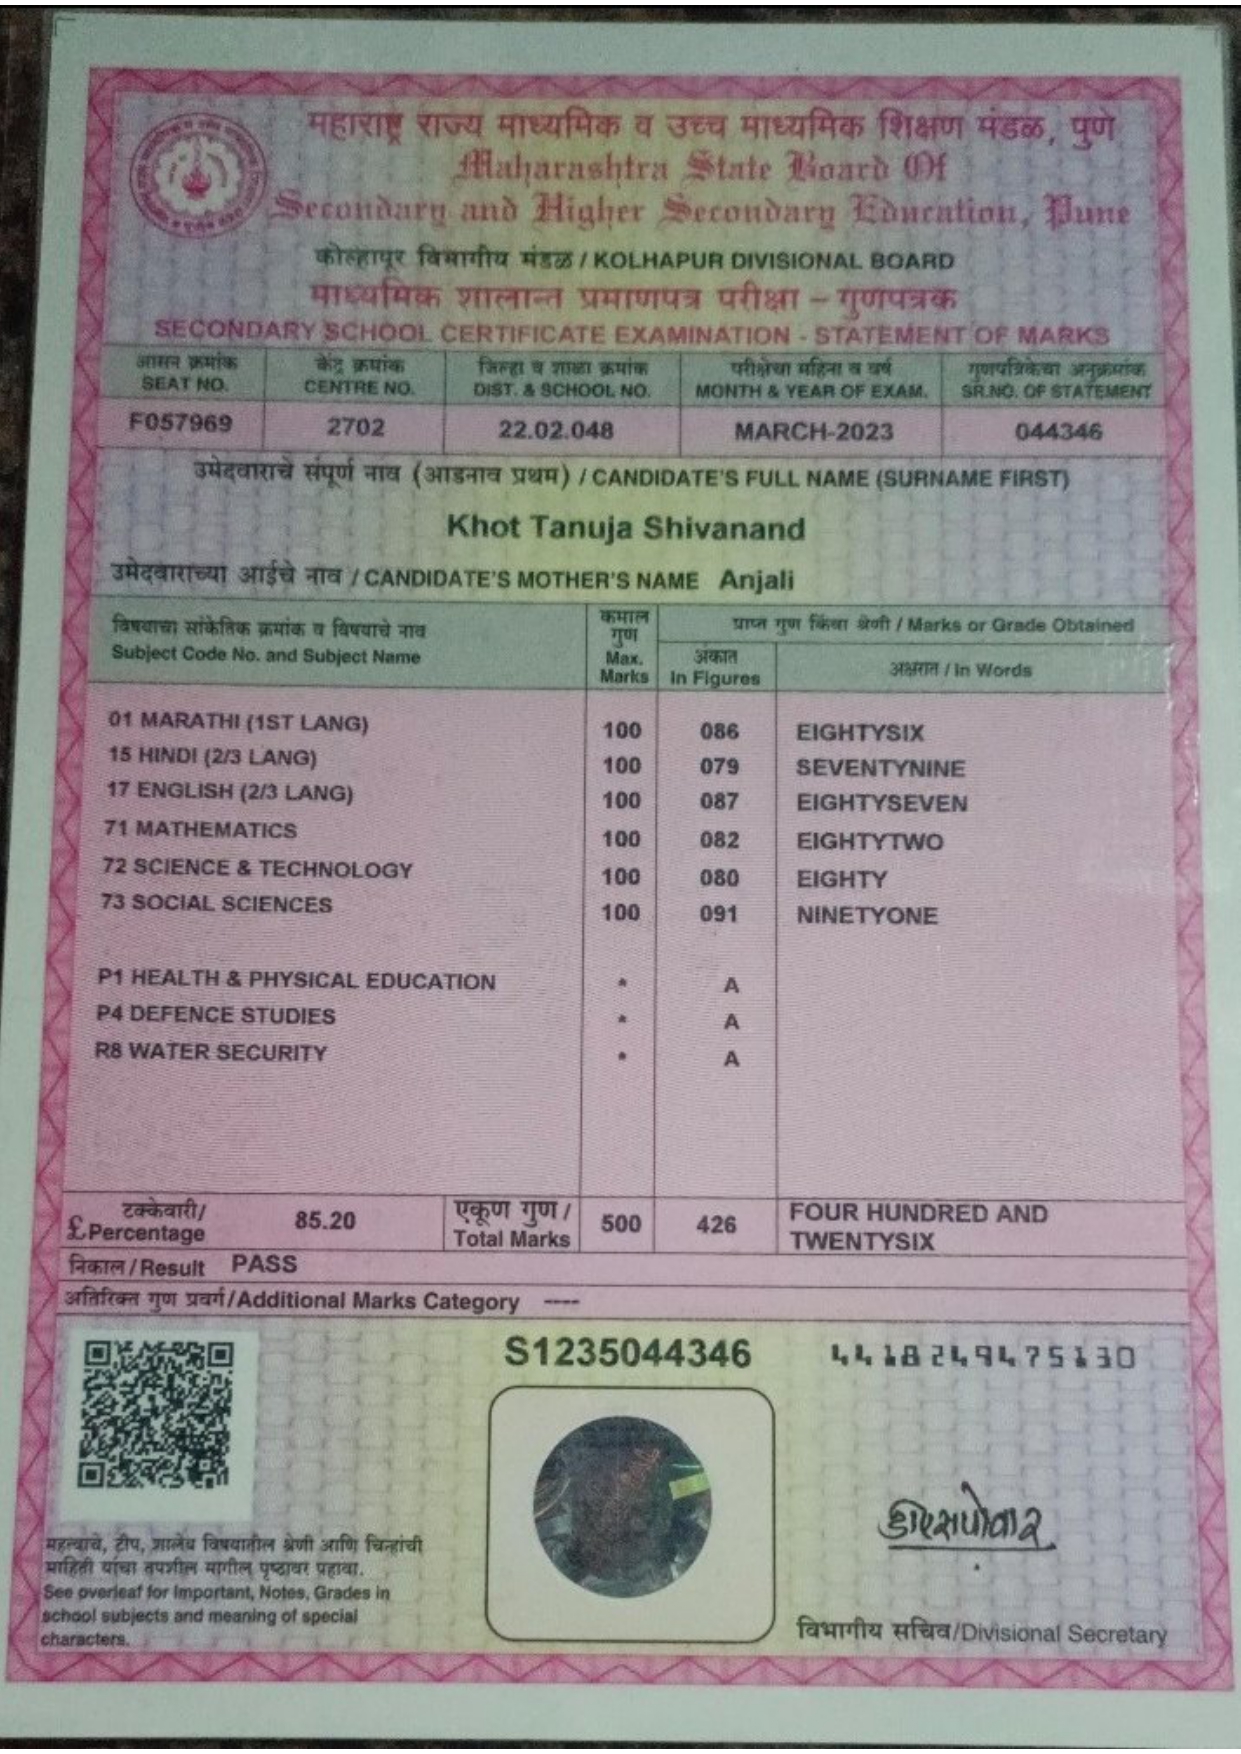 महाराष्ट्र राज्य माध्यमिक व उच्च माध्यमिक शिक्षण मंडळ, पुणे
Maharashtra State Board Of
Secondary and Higher Secondary Education, Pune
कोल्हापूर विभागीय मंडळ / KOLHAPUR DIVISIONAL BOARD
माध्यमिक शालान्त प्रमाणपत्र परीक्षा – गुणपत्रक
SECONDARY SCHOOL CERTIFICATE EXAMINATION - STATEMENT OF MARKS
आसन क्रमांक केंद्र क्रमांक जिल्हा व शाळा क्रमांक परीक्षेचा महिना व वर्ष गुणपत्रिकेचा अनुक्रमांक
SEAT NO. CENTRE NO. DIST. & SCHOOL NO. MONTH & YEAR OF EXAM. SR.NO. OF STATEMENT
F057969 2702 22.02.048 MARCH-2023 044346
उमेदवाराचे संपूर्ण नाव (आडनाव प्रथम) / CANDIDATE'S FULL NAME (SURNAME FIRST)
Khot Tanuja Shivanand
उमेदवाराच्या आईचे नाव / CANDIDATE'S MOTHER'S NAME Anjali
विषयाचा सांकेतिक क्रमांक व विषयाचे नाव
Subject Code No. and Subject Name
कमाल
गुण
Max.
Marks
प्राप्त गुण किंवा श्रेणी / Marks or Grade Obtained
अंकात
In Figures
अक्षरात / In Words
01 MARATHI (1ST LANG) 100 086 EIGHTYSIX
15 HINDI (2/3 LANG) 100 079 SEVENTYNINE
17 ENGLISH (2/3 LANG) 100 087 EIGHTYSEVEN
71 MATHEMATICS 100 082 EIGHTYTWO
72 SCIENCE & TECHNOLOGY 100 080 EIGHTY
73 SOCIAL SCIENCES 100 091 NINETYONE
P1 HEALTH & PHYSICAL EDUCATION * A
P4 DEFENCE STUDIES * A
R8 WATER SECURITY * A
टक्केवारी/
£Percentage 85.20
एकूण गुण /
Total Marks 500 426
FOUR HUNDRED AND
TWENTYSIX
निकाल / Result PASS
अतिरिक्त गुण प्रवर्ग/Additional Marks Category ----
S1235044346
4418249475130
महत्वाचे, टीप, शालेय विषयातील श्रेणी आणि चिन्हांची
माहिती यांचा तपशील मागील पृष्ठावर पहावा.
See overleaf for Important, Notes, Grades in
school subjects and meaning of special
characters.
विभागीय सचिव/Divisional Secretary